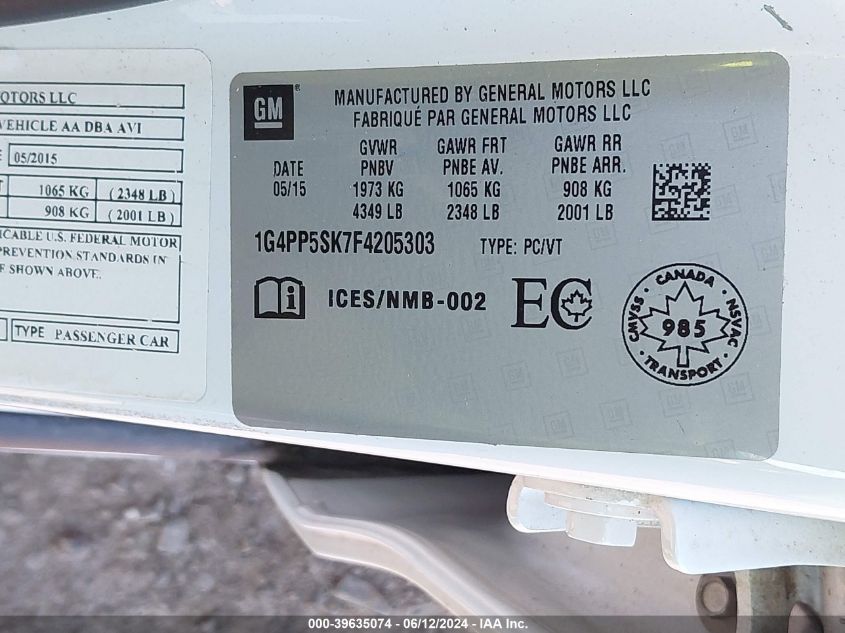 OTORS LLC
VEHICLE AA DBA AVI
05/2015
1065 KG (2348 LB)
908 KG (2001 LB)
ICABLE U.S. FEDERAL MOTOR
PREVENTION STANDARDS IN
F SHOWN ABOVE.
TYPE PASSENGER CAR
GM
MANUFACTURED BY GENERAL MOTORS LLC
FABRIQUÉ PAR GENERAL MOTORS LLC
GVWR GAWR FRT GAWR RR
DATE PNBV PNBE AV. PNBE ARR.
05/15 1973 KG 1065 KG 908 KG
4349 LB 2348 LB 2001 LB
1G4PP5SK7F4205303 TYPE: PC/VT
i ICES/NMB-002 EC
CANADA
CMVSS 985 NSVAC
TRANSPORT
000-39635074 - 06/12/2024 - IAA Inc.